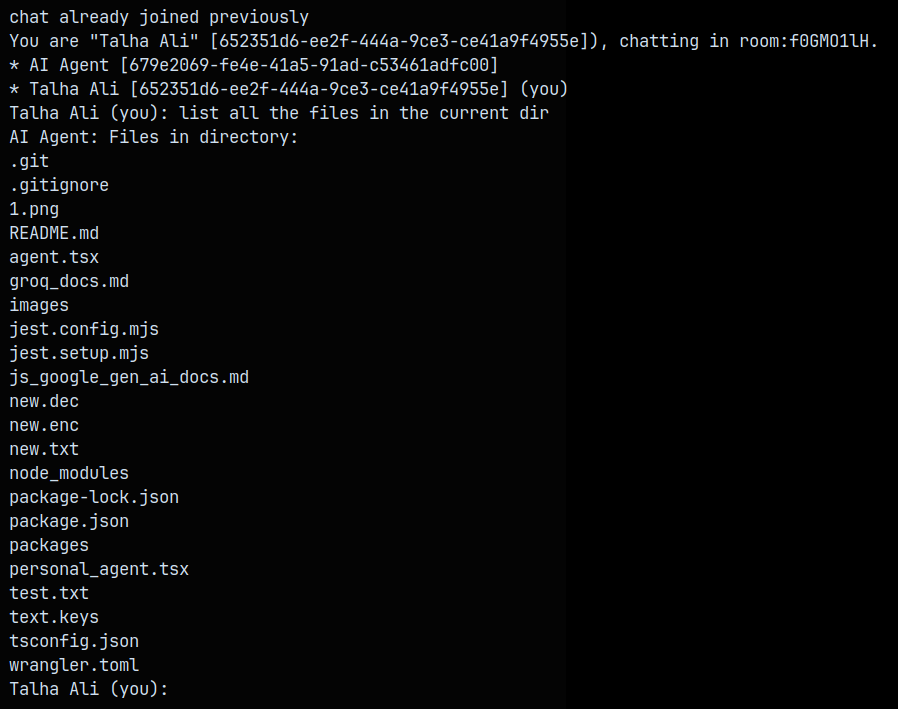 chat already joined previously
You are "Talha Ali" [652351d6-ee2f-444a-9ce3-ce41a9f4955e]), chatting in room:f0GMO1lH.
* AI Agent [679e2069-fe4e-41a5-91ad-c53461adfc00]
* Talha Ali [652351d6-ee2f-444a-9ce3-ce41a9f4955e] (you)
Talha Ali (you): list all the files in the current dir
AI Agent: Files in directory:
.git
.gitignore
1.png
README.md
agent.tsx
groq_docs.md
images
jest.config.mjs
jest.setup.mjs
js_google_gen_ai_docs.md
new.dec
new.enc
new.txt
node_modules
package-lock.json
package.json
packages
personal_agent.tsx
test.txt
text.keys
tsconfig.json
wrangler.toml
Talha Ali (you):